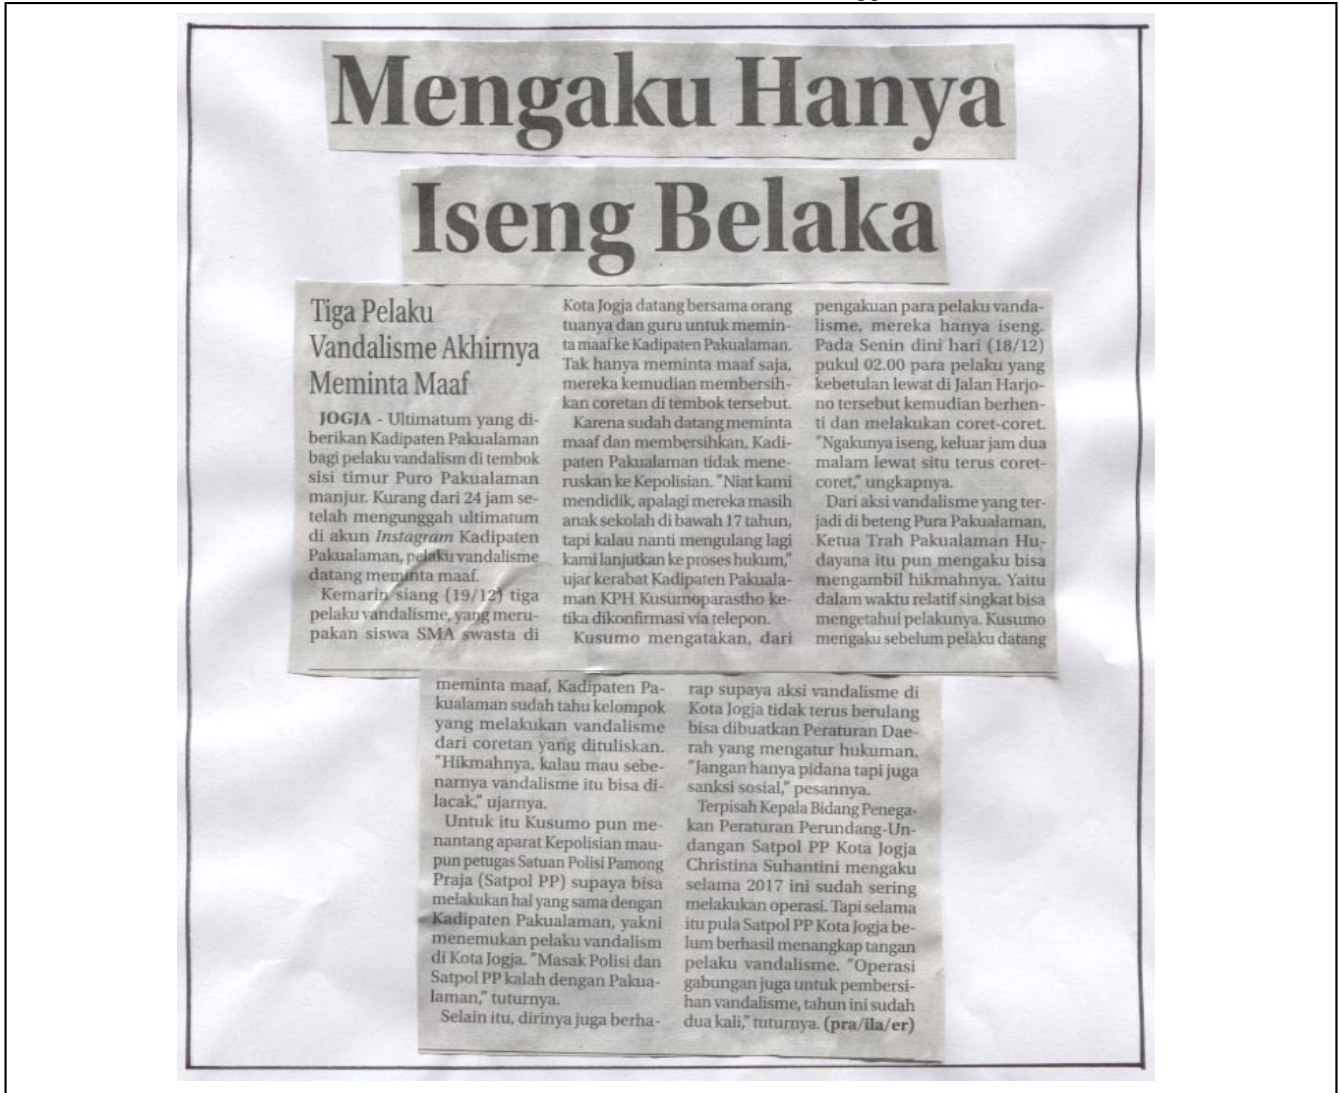 Mengaku Hanya
Iseng Belaka
Tiga Pelaku
Vandalisme Akhirnya
Meminta Maaf
JOGJA - Ultimatum yang di-
berikan Kadipaten Pakualaman
bagi pelaku vandalism di tembok
sisi timur Puro Pakualaman
manjur. Kurang dari 24 jam se-
telah mengunggah ultimatum
di akun Instagram Kadipaten
Pakualaman, pelaku vandalisme
datang meminta maaf.
Kemarin siang (19/12) tiga
pelaku vandalisme, yang meru-
pakan siswa SMA swasta di
Kota Jogja datang bersama orang
tuanya dan guru untuk memin-
ta maaf ke Kadipaten Pakualaman.
Tak hanya meminta maaf saja,
mereka kemudian membersih-
kan coretan di tembok tersebut.
Karena sudah datang meminta
maaf dan membersihkan, Kadi-
paten Pakualaman tidak mene-
ruskan ke Kepolisian. "Niat kami
mendidik, apalagi mereka masih
anak sekolah di bawah 17 tahun,
tapi kalau nanti mengulang lagi
kami lanjutkan ke proses hukum,"
ujar kerabat Kadipaten Pakuala-
man KPH Kusumoparastho ke-
tika dikonfirmasi via telepon.
Kusumo mengatakan, dari
pengakuan para pelaku vanda-
lisme, mereka hanya iseng.
Pada Senin dini hari (18/12)
pukul 02.00 para pelaku yang
kebetulan lewat di Jalan Harjo-
no tersebut kemudian berhen-
ti dan melakukan coret-coret.
"Ngakunya iseng, keluar jam dua
malam lewat situ terus coret-
coret," ungkapnya.
Dari aksi vandalisme yang ter-
jadi di beteng Pura Pakualaman,
Ketua Trah Pakualaman Hu-
dayana itu pun mengaku bisa
mengambil hikmahnya. Yaitu
dalam waktu relatif singkat bisa
mengetahui pelakunya. Kusumo
mengaku sebelum pelaku datang
meminta maaf, Kadipaten Pa-
kualaman sudah tahu kelompok
yang melakukan vandalisme
dari coretan yang dituliskan.
"Hikmahnya, kalau mau sebe-
narnya vandalisme itu bisa di-
lacak," ujarnya.
Untuk itu Kusumo pun me-
nantang aparat Kepolisian mau-
pun petugas Satuan Polisi Pamong
Praja (Satpol PP) supaya bisa
melakukan hal yang sama dengan
Kadipaten Pakualaman, yakni
menemukan pelaku vandalism
di Kota Jogja. "Masak Polisi dan
Satpol PP kalah dengan Pakua-
laman," tuturnya.
Selain itu, dirinya juga berha-
rap supaya aksi vandalisme di
Kota Jogja tidak terus berulang
bisa dibuatkan Peraturan Dae-
rah yang mengatur hukuman.
"Jangan hanya pidana tapi juga
sanksi sosial," pesannya.
Terpisah Kepala Bidang Penega-
kan Peraturan Perundang-Un-
dangan Satpol PP Kota Jogja
Christina Suhantini mengaku
selama 2017 ini sudah sering
melakukan operasi. Tapi selama
itu pula Satpol PP Kota Jogja be-
lum berhasil menangkap tangan
pelaku vandalisme. "Operasi
gabungan juga untuk pembersi-
han vandalisme, tahun ini sudah
dua kali," tuturnya. (pra/ila/er)